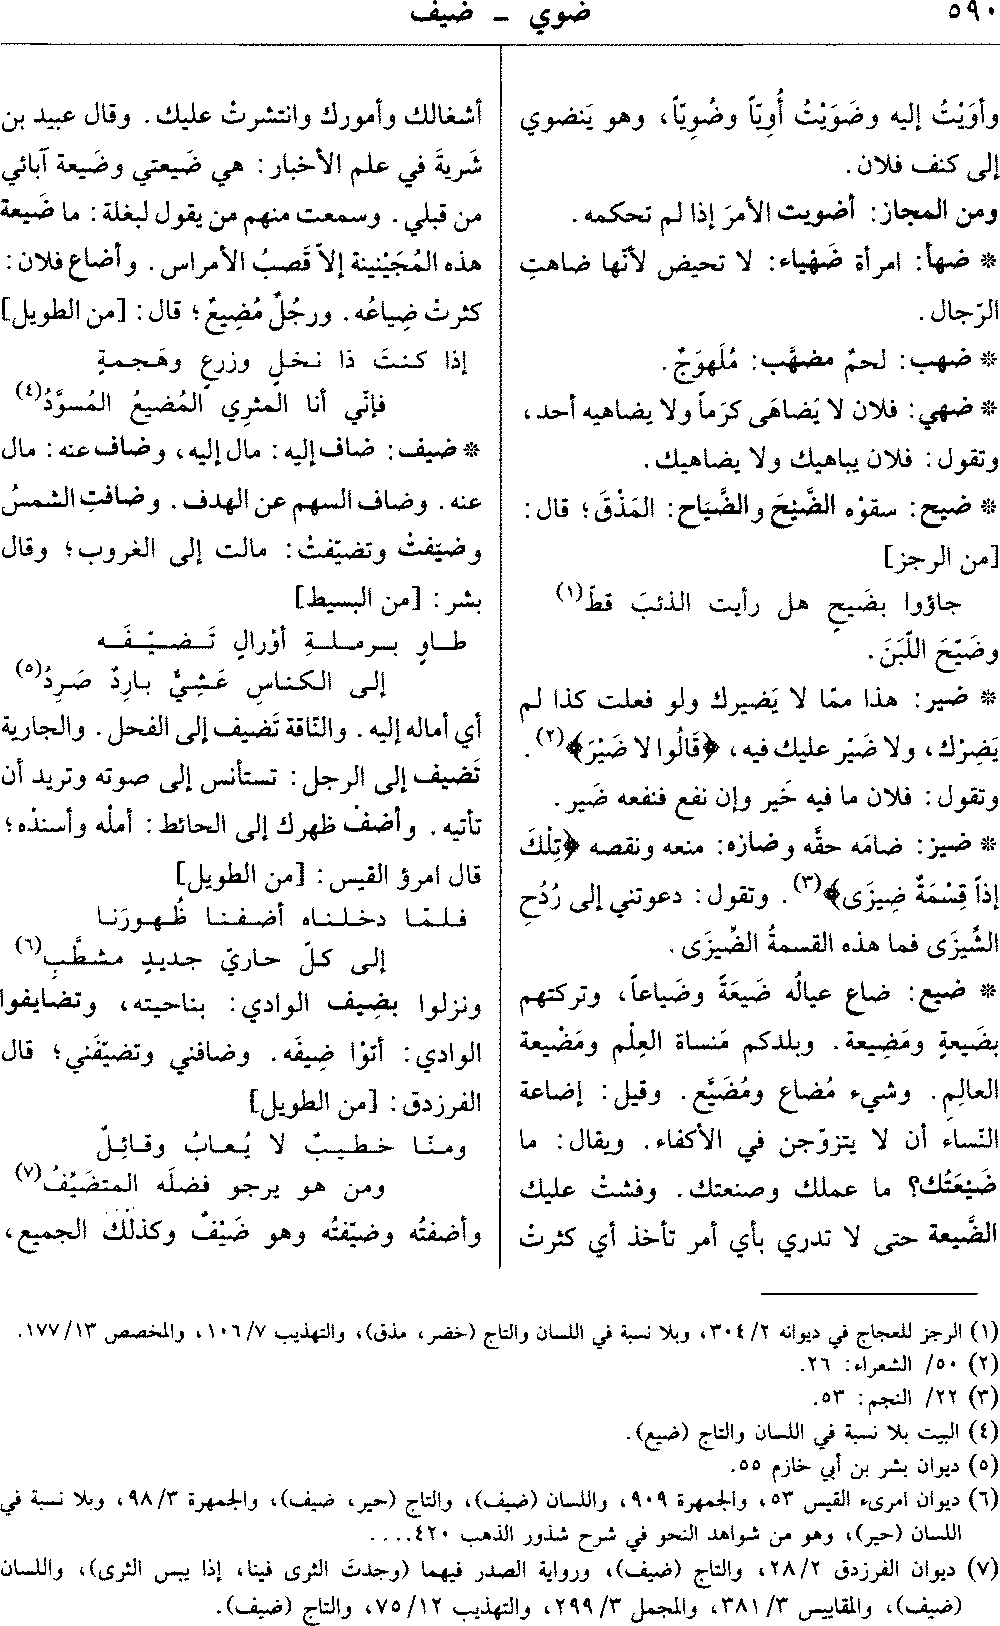 ٥٩٠
ضوي - ضيف
وأوَيْتُ إليه وضَوَيْتُ أُوِيّاً وضُوِيّاً، وهو يَنضوي
إلى كنف فلان.
ومن المجاز: أضويت الأمرَ إذا لم تحكمه.
* ضهأ: امرأة ضَهْياء: لا تحيض لأنّها ضاهتِ
الرّجال.
* ضهب: لحمٌ مضهَّب: مُلَهوَجٌ.
* ضهي: فلان لا يُضاهَى كرَماً ولا يضاهيه أحد،
وتقول: فلان يباهيك ولا يضاهيك.
* ضيح: سقوْه الضَّيْحَ والضَّيَاح: المَذْقَ؛ قال:
[من الرجز]
جاؤوا بضَيحٍ هل رأيت الذئبَ قطّ(١)
وضَيّحَ اللّبَنَ.
* ضير: هذا ممّا لا يَضيرك ولو فعلت كذا لم
يَضِرْك، ولا ضَيْر عليك فيه، ﴿قَالُوا لا ضَيْرَ﴾(٢).
وتقول: فلان ما فيه خَير وإن نفع فنفعه ضَير.
* ضيز: ضامَه حقَّه وضازه: منعه ونقصه ﴿تِلْكَ
إذاً قِسْمَةٌ ضِيزَى﴾(٣). وتقول: دعوتني إلى رُدُحِ
الشِّيزَى فما هذه القسمةُ الضِّيزَى.
* ضيع: ضاع عيالُه ضَيعَةً وضَياعاً، وتركتهم
بضَيعةٍ ومَضِيعة. وبلدكم مَنساة العِلْم ومَضْيعة
العالِمِ. وشيء مُضاع ومُضَيَّع. وقيل: إضاعة
النّساء أن لا يتزوّجن في الأكفاء. ويقال: ما
ضَيْعَتُك؟ ما عملك وصنعتك. وفشتْ عليك
الضَّيعة حتى لا تدري بأي أمر تأخذ أي كثرتْ
أشغالك وأمورك وانتشرتْ عليك. وقال عبيد بن
شَريةَ في علم الأخبار: هي ضَيعتي وضَيعة آبائي
من قبلي. وسمعت منهم من يقول لبغلة: ما ضَيعة
هذه المُجَيْنِينة إلاّ قَصبُ الأمراس. وأضاع فلان:
كثرتْ ضِياعُه. ورجُلٌ مُضِيعٌ؛ قال: [من الطويل]
إذا كنتَ ذا نخلٍ وزرعٍ وهَجمةٍ
فإنّي أنا المثري المُضيعُ المُسوَّدُ(٤)
* ضيف: ضاف إليه: مال إليه، وضاف عنه: مال
عنه. وضاف السهم عن الهدف. وضافتِ الشمسُ
وضيّفتْ وتضيّفتْ: مالت إلى الغروب؛ وقال
بشر: [من البسيط]
طاوٍ برملةِ أوْرالٍ تَضيّفَه
إلى الكناسِ عَشِيٌّ بارِدٌ صَرِدُ(٥)
أي أماله إليه. والنّاقة تَضيف إلى الفحل. والجارية
تَضيف إلى الرجل: تستأنس إلى صوته وتريد أن
تأتيه. وأضفْ ظهرك إلى الحائط: أملْه وأسندْه؛
قال امرؤ القيس: [من الطويل]
فلمّا دخلناه أضفنا ظُهورَنا
إلى كلّ حاريّ جديدٍ مشطَّبِ(٦)
ونزلوا بضِيف الوادي: بناحيته، وتضايفوا
الوادي: أتوْا ضِيفَه. وضافني وتضيّفَني؛ قال
الفرزدق: [من الطويل]
ومنّا خطيبٌ لا يُعابُ وقائِلٌ
ومن هو يرجو فضلَه المتضَيِّفُ(٧)
وأضفتُه وضيّفتُه وهو ضَيْفٌ وكذلك الجميع،
(١) الرجز للعجاج في ديوانه ٣٠٤/٢، وبلا نسبة في اللسان والتاج (خضر، مذق)، والتهذيب ١٠٦/٧، والمخصص ١٧٧/١٣.
(٢) ٥٠/ الشعراء: ٢٦.
(٣) ٢٢/ النجم: ٥٣.
(٤) البيت بلا نسبة في اللسان والتاج (ضيع).
(٥) ديوان بشر بن أبي خازم ٥٥.
(٦) ديوان امرىء القيس ٥٣، والجمهرة ٩٠٩، واللسان (ضيف)، والتاج (حير، ضيف)، والجمهرة ٩٨/٣، وبلا نسبة في
اللسان (حير)، وهو من شواهد النحو في شرح شذور الذهب ٤٢٠....
(٧) ديوان الفرزدق ٢٨/٢، والتاج (ضيف)، ورواية الصدر فيهما (وجدتَ الثرى فينا، إذا يبس الثرى)، واللسان
(ضيف)، والمقاييس ٣٨١/٣، والمجمل ٢٩٩/٣، والتهذيب ٧٥/١٢، والتاج (ضيف).